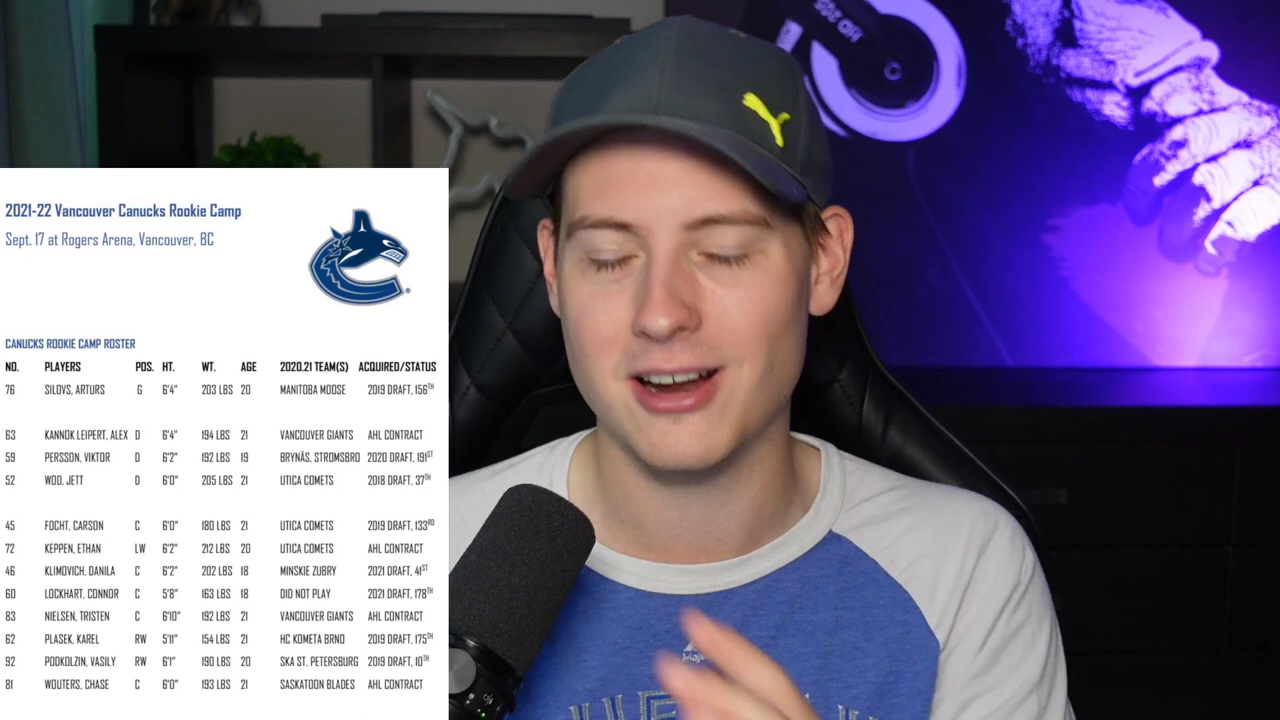 HD 205
2021-22 Vancouver Canucks Rookie Camp
Sept. 17 at Rogers Arena, Vancouver, BC
CANUCKS ROOKIE CAMP ROSTER
NO. PLAYERS POS. HT. WT. AGE 2020.21 TEAM(S) ACQUIRED/STATUS
76 SILOVS, ARTURS G 6'4" 203 LBS 20 MANITOBA MOOSE 2019 DRAFT, 156TH
63 KANNOK LEIPERT, ALEX D 6'4" 194 LBS 21 VANCOUVER GIANTS AHL CONTRACT
59 PERSSON, VIKTOR D 6'2" 192 LBS 19 BRYNÄS, STROMSBRO 2020 DRAFT, 191ST
52 WOO, JETT D 6'0" 205 LBS 21 UTICA COMETS 2018 DRAFT, 37TH
45 FOCHT, CARSON C 6'0" 180 LBS 21 UTICA COMETS 2019 DRAFT, 133RD
72 KEPPEN, ETHAN LW 6'2" 212 LBS 20 UTICA COMETS AHL CONTRACT
46 KLIMOVICH, DANILA C 6'2" 202 LBS 18 MINSKIE ZUBRY 2021 DRAFT, 41ST
60 LOCKHART, CONNOR C 5'8" 163 LBS 18 DID NOT PLAY 2021 DRAFT, 178TH
83 NIELSEN, TRISTEN C 6'10" 192 LBS 21 VANCOUVER GIANTS AHL CONTRACT
62 PLASEK, KAREL RW 5'11" 154 LBS 21 HC KOMETA BRNO 2019 DRAFT, 175TH
92 PODKOLZIN, VASILY RW 6'1" 190 LBS 20 SKA ST. PETERSBURG 2019 DRAFT, 10TH
81 WOUTERS, CHASE C 6'0" 193 LBS 21 SASKATOON BLADES AHL CONTRACT